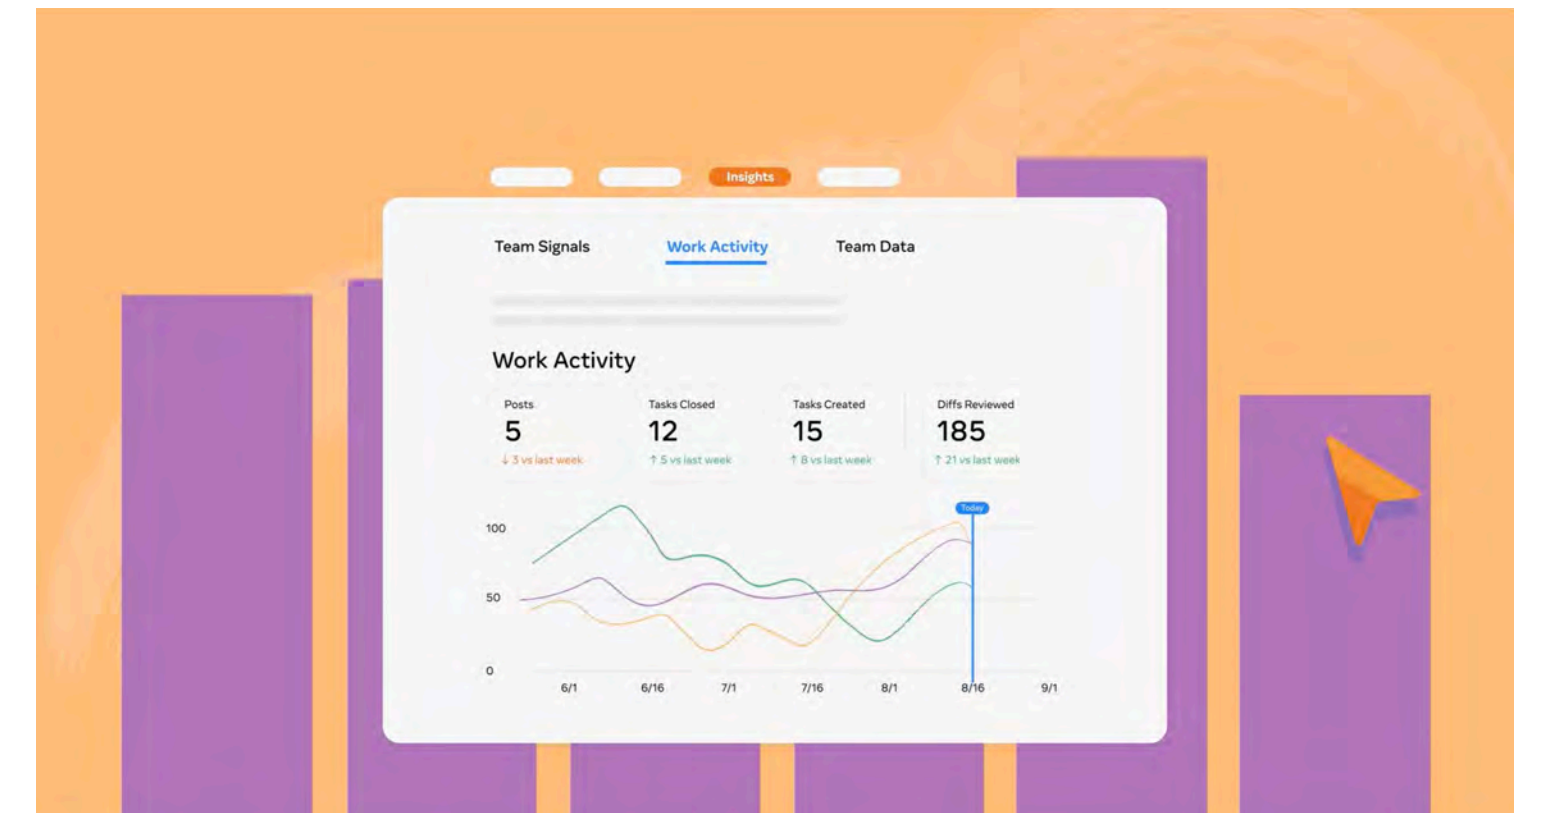 Insights
Team Signals Work Activity Team Data
Work Activity
Posts Tasks Closed Tasks Created Diffs Reviewed
5 12 15 185
↓ 3 vs last week ↑ 5 vs last week ↑ 8 vs last week ↑ 21 vs last week
Today
100
50
0
6/1 6/16 7/1 7/16 8/1 8/16 9/1